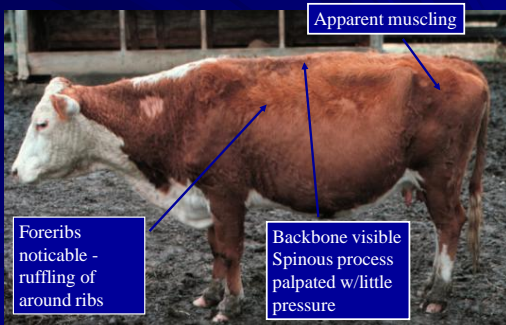 Apparent muscling
Foreribs
noticable -
ruffling of
around ribs
Backbone visible
Spinous process
palpated w/little
pressure